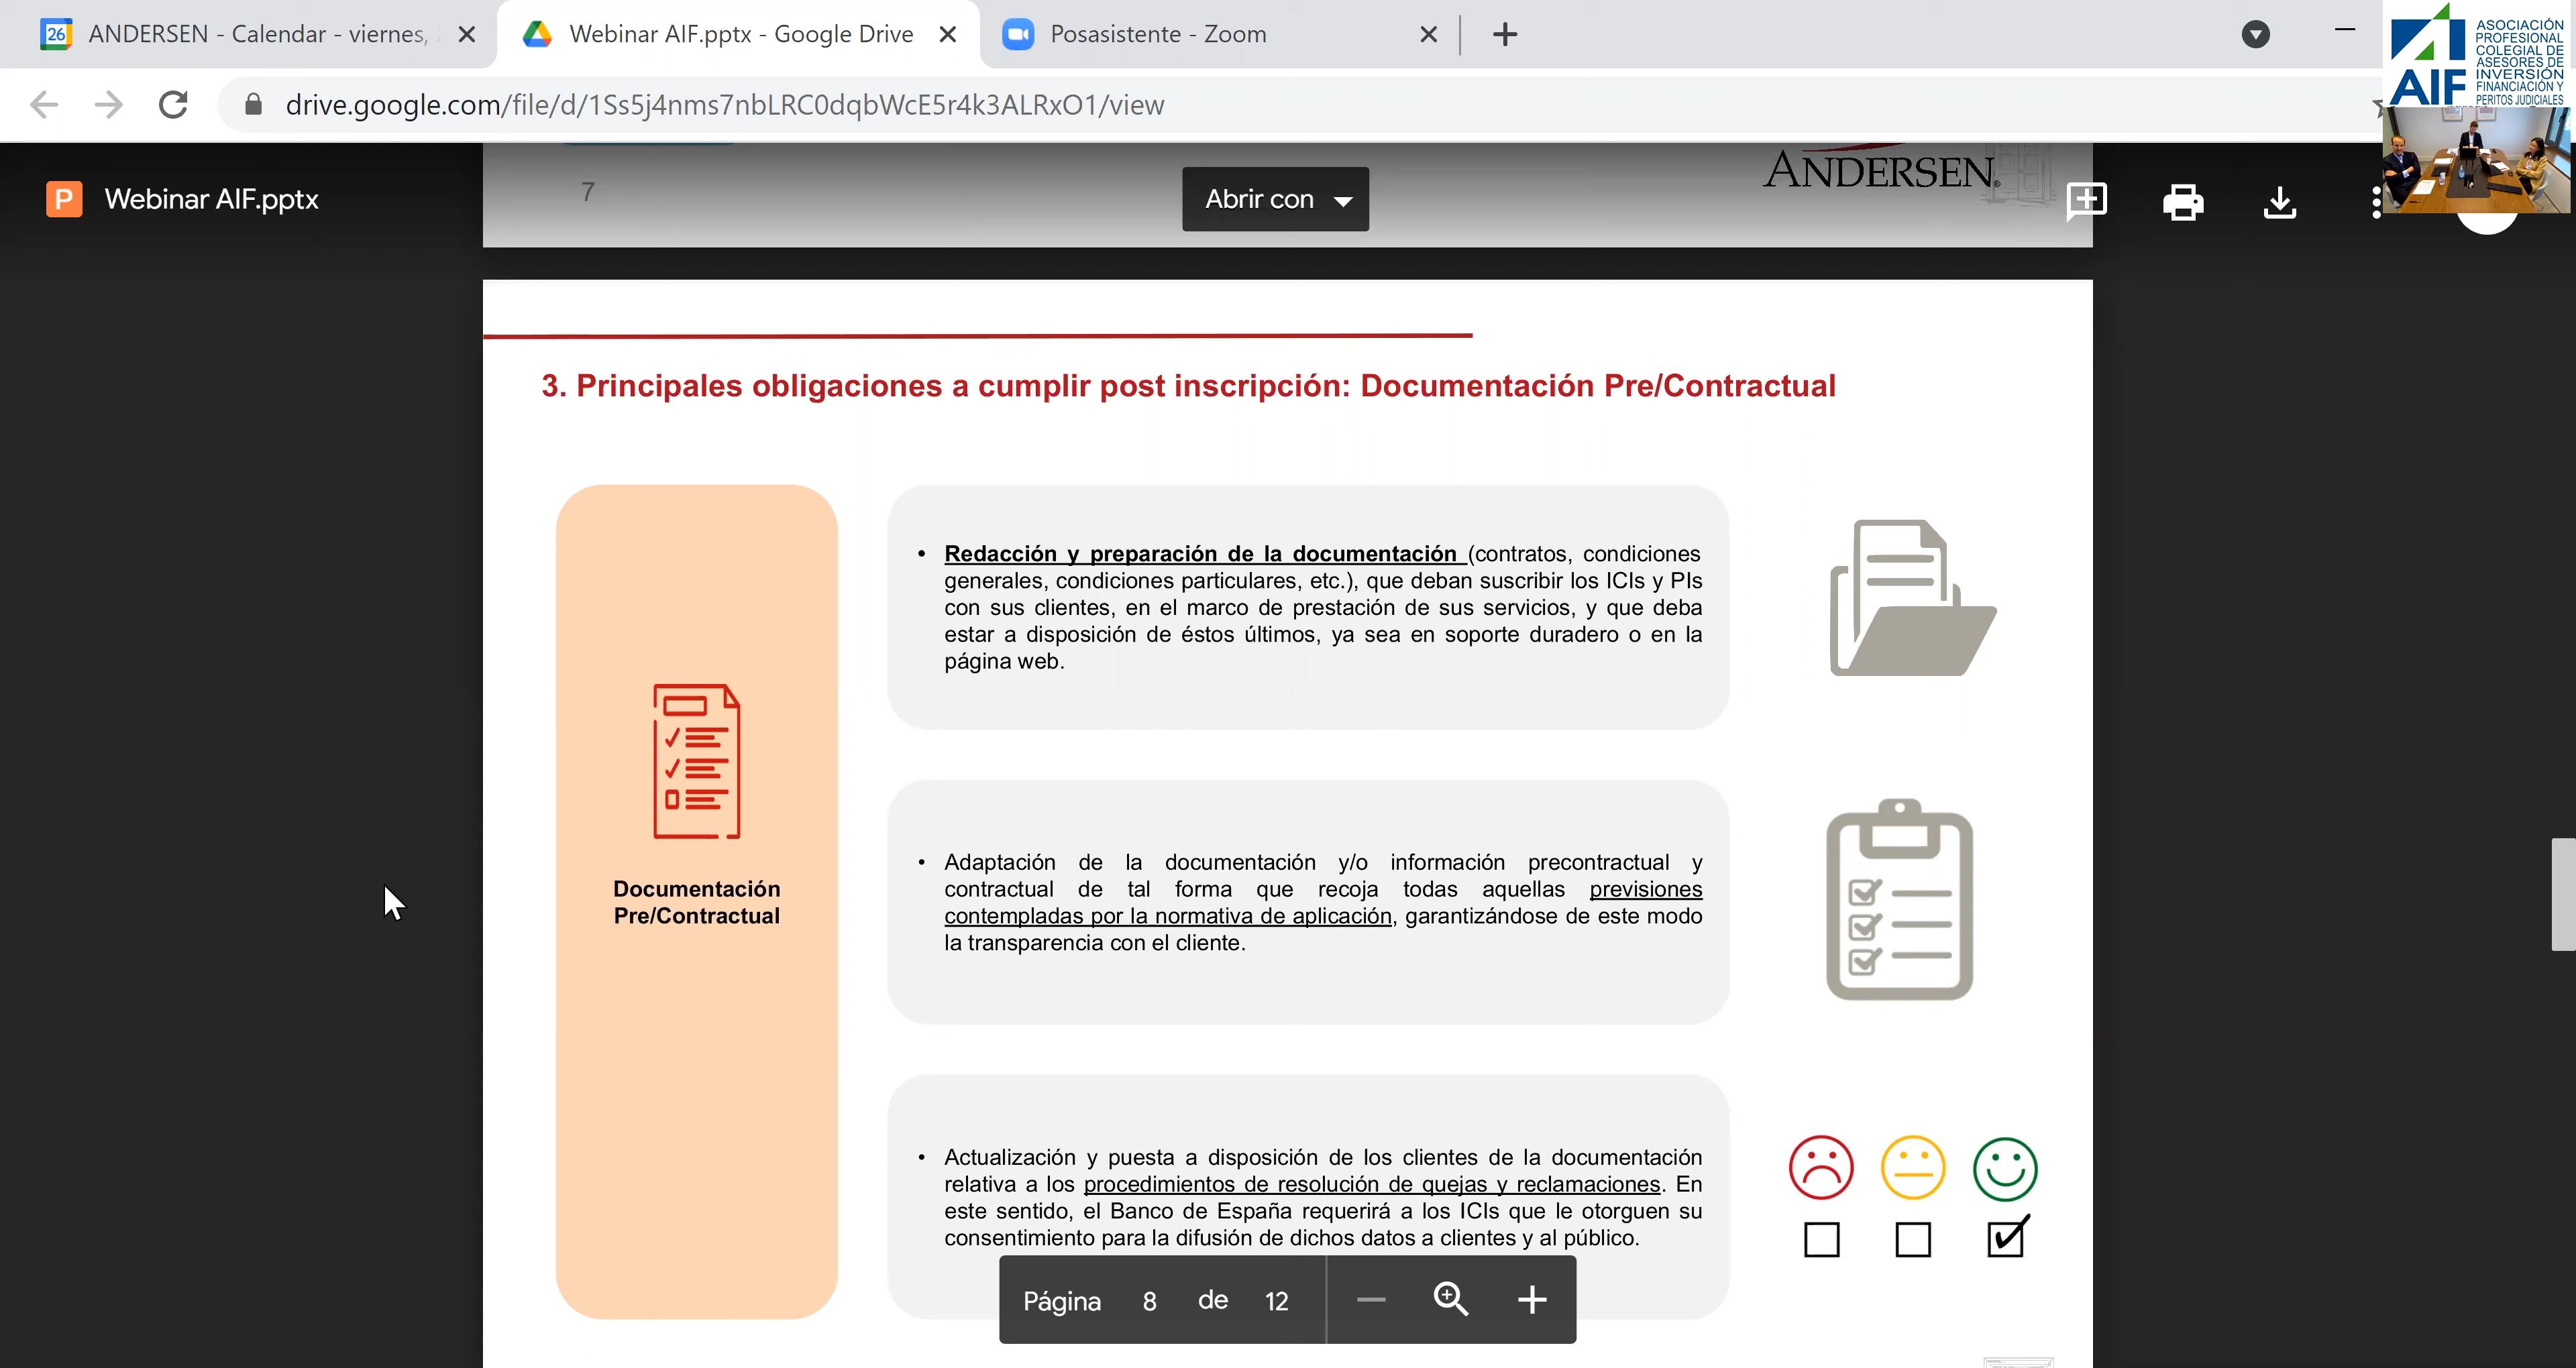 ANDERSEN - Calendar - viernes,
Webinar AIF.pptx - Google Drive
Posasistente - Zoom
26
drive.google.com/file/d/1Ss5j4nms7nbLRC0dqbWcE5r4k3ALRxO1/view
ASOCIACIÓN
PROFESIONAL
COLEGIAL DE
ASESORES DE
INVERSIÓN
FINANCIACIÓN Y
PERITOS JUDICIALES
AIF
P
Webinar AIF.pptx
7
Abrir con
ANDERSEN®
3. Principales obligaciones a cumplir post inscripción: Documentación Pre/Contractual
Documentación
Pre/Contractual
• Redacción y preparación de la documentación (contratos, condiciones
generales, condiciones particulares, etc.), que deban suscribir los ICIs y PIs
con sus clientes, en el marco de prestación de sus servicios, y que deba
estar a disposición de éstos últimos, ya sea en soporte duradero o en la
página web.
• Adaptación de la documentación y/o información precontractual y
contractual de tal forma que recoja todas aquellas previsiones
contempladas por la normativa de aplicación, garantizándose de este modo
la transparencia con el cliente.
• Actualización y puesta a disposición de los clientes de la documentación
relativa a los procedimientos de resolución de quejas y reclamaciones. En
este sentido, el Banco de España requerirá a los ICIs que le otorguen su
consentimiento para la difusión de dichos datos a clientes y al público.
Página 8 de 12